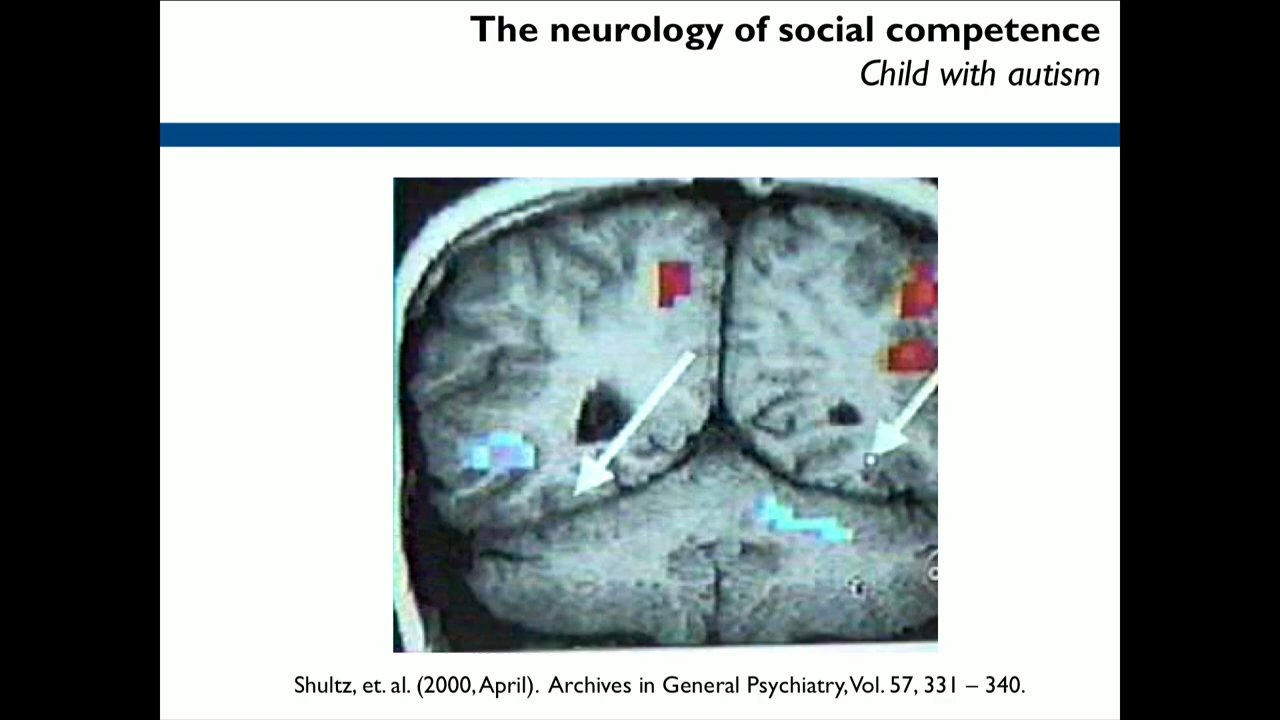 The neurology of social competence
Child with autism
Shultz, et. al. (2000, April). Archives in General Psychiatry, Vol. 57, 331 – 340.